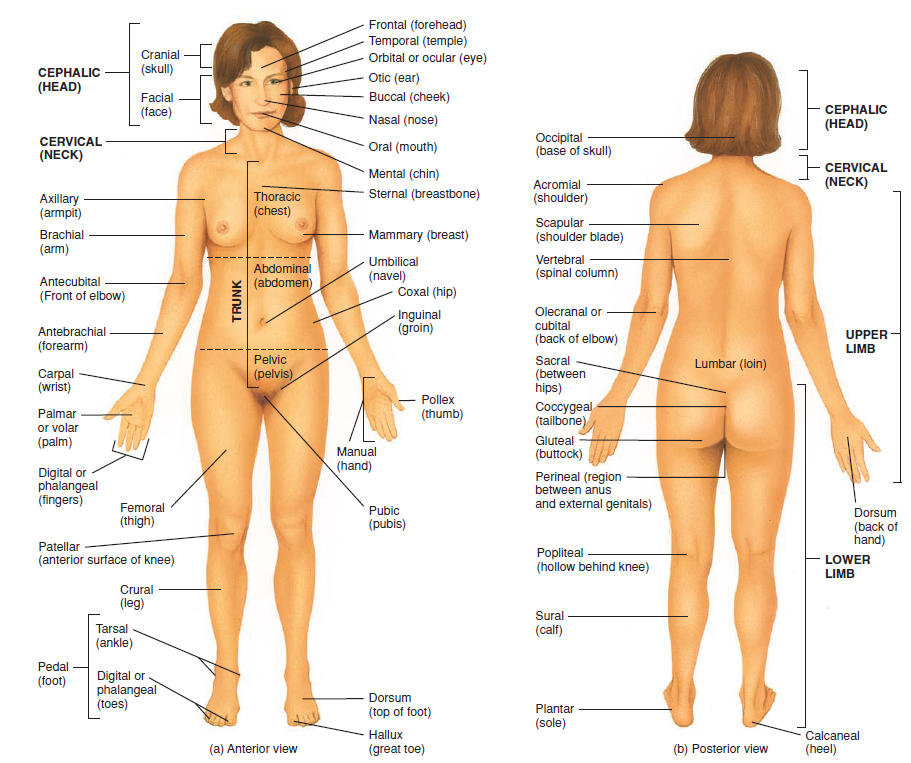 Frontal (forehead)
Temporal (temple)
Orbital or ocular (eye)
Otic (ear)
Buccal (cheek)
Nasal (nose)
Oral (mouth)
Mental (chin)
Sternal (breastbone)
Mammary (breast)
Umbilical
(navel)
Coxal (hip)
Inguinal
(groin)
Pollex
(thumb)
Manual
(hand)
Pubic
(pubis)
Dorsum
(top of foot)
Hallux
(great toe)
CEPHALIC
(HEAD)
Cranial
(skull)
Facial
(face)
CERVICAL
(NECK)
Axillary
(armpit)
Brachial
(arm)
Antecubital
(Front of elbow)
Antebrachial
(forearm)
Carpal
(wrist)
Palmar
or volar
(palm)
Digital or
phalangeal
(fingers)
Femoral
(thigh)
Patellar
(anterior surface of knee)
Crural
(leg)
Tarsal
(ankle)
Pedal
(foot)
Digital or
phalangeal
(toes)
TRUNK
Thoracic
(chest)
Abdominal
(abdomen)
Pelvic
(pelvis)
(a) Anterior view
Occipital
(base of skull)
Acromial
(shoulder)
Scapular
(shoulder blade)
Vertebral
(spinal column)
Olecranal or
cubital
(back of elbow)
Sacral
(between
hips)
Coccygeal
(tailbone)
Gluteal
(buttock)
Perineal (region
between anus
and external genitals)
Popliteal
(hollow behind knee)
Sural
(calf)
Plantar
(sole)
Lumbar (loin)
CEPHALIC
(HEAD)
CERVICAL
(NECK)
UPPER
LIMB
Dorsum
(back of
hand)
LOWER
LIMB
Calcaneal
(heel)
(b) Posterior view